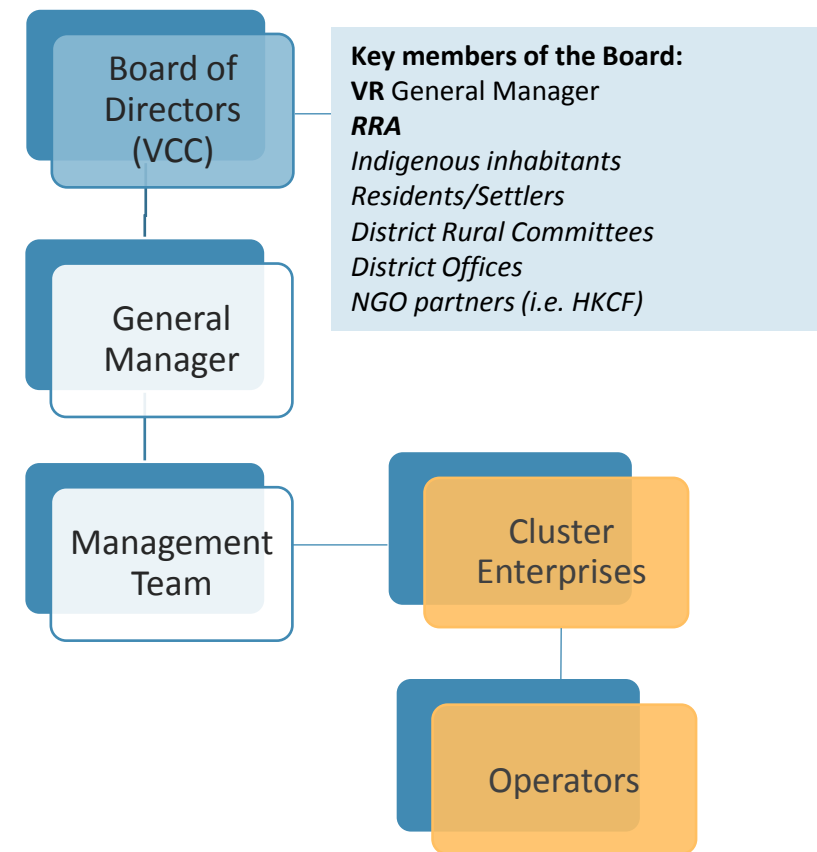 Board of
Directors
(VCC)
Key members of the Board:
VR General Manager
RRA
Indigenous inhabitants
Residents/Settlers
District Rural Committees
District Offices
NGO partners (i.e. HKCF)
General
Manager
Management
Team
Cluster
Enterprises
Operators